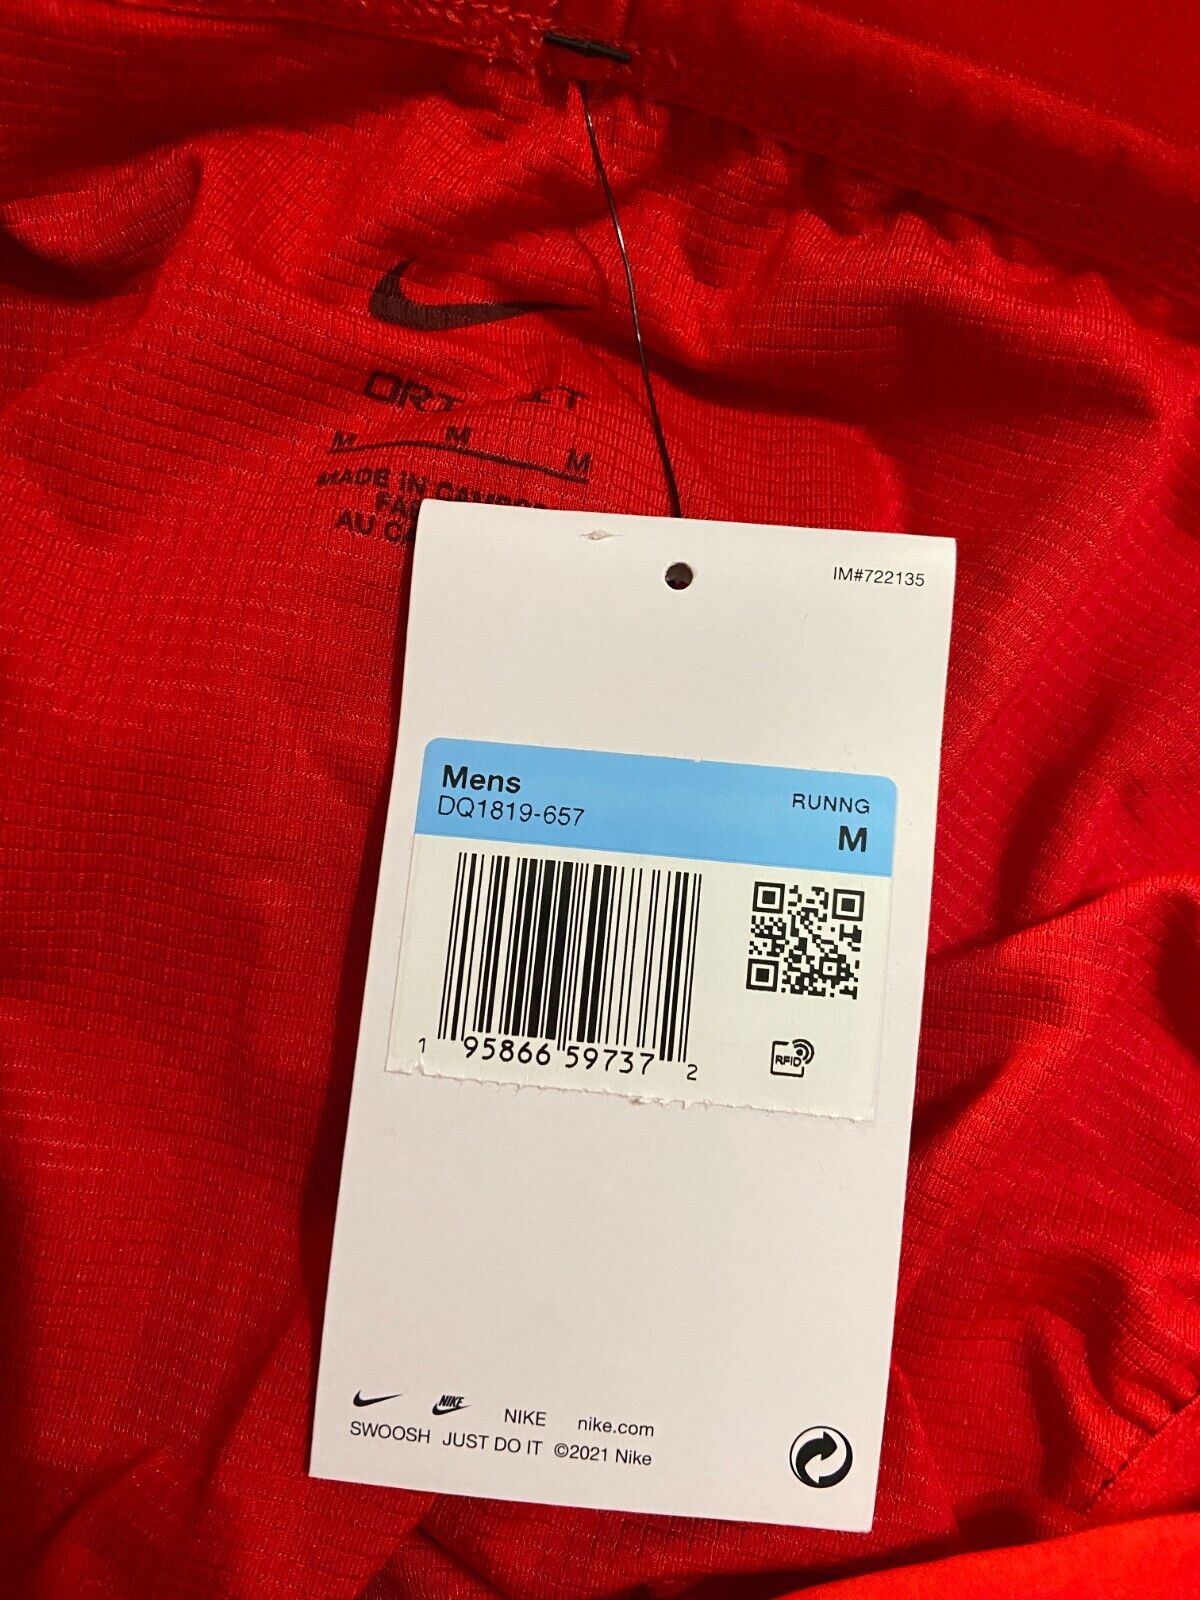 M M M
MADE IN
IM#722135
Mens
DQ1819-657
RUNNG
M
1 95866 59737 2
RFID
NIKE
NIKE nike.com
SWOOSH JUST DO IT ©2021 Nike